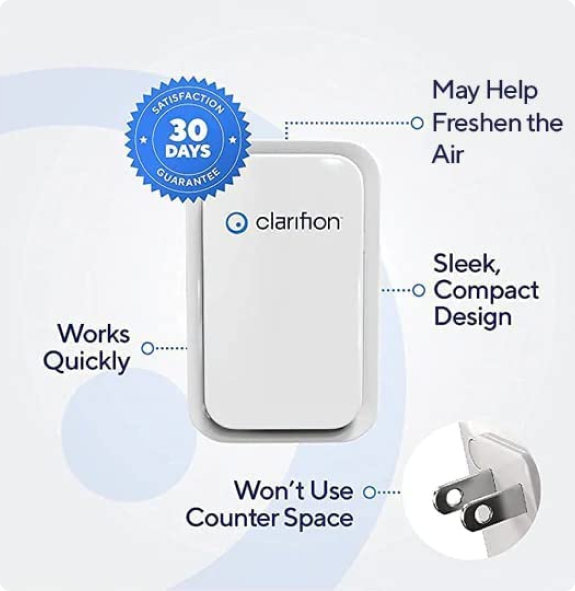 SATISFACTION
30
DAYS
GUARANTEE
May Help
Freshen the
Air
clarifion
Sleek,
Compact
Design
Works
Quickly
Won't Use
Counter Space